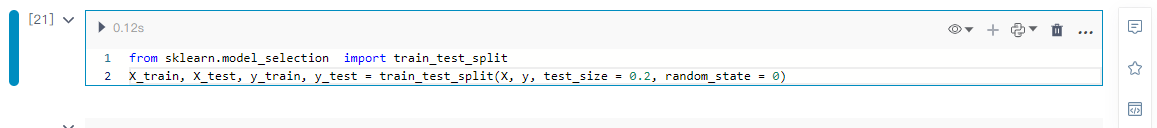 [21]
0.12s
1 from sklearn.model_selection  import train_test_split
2 X_train, X_test, y_train, y_test = train_test_split(X, y, test_size = 0.2, random_state = 0)